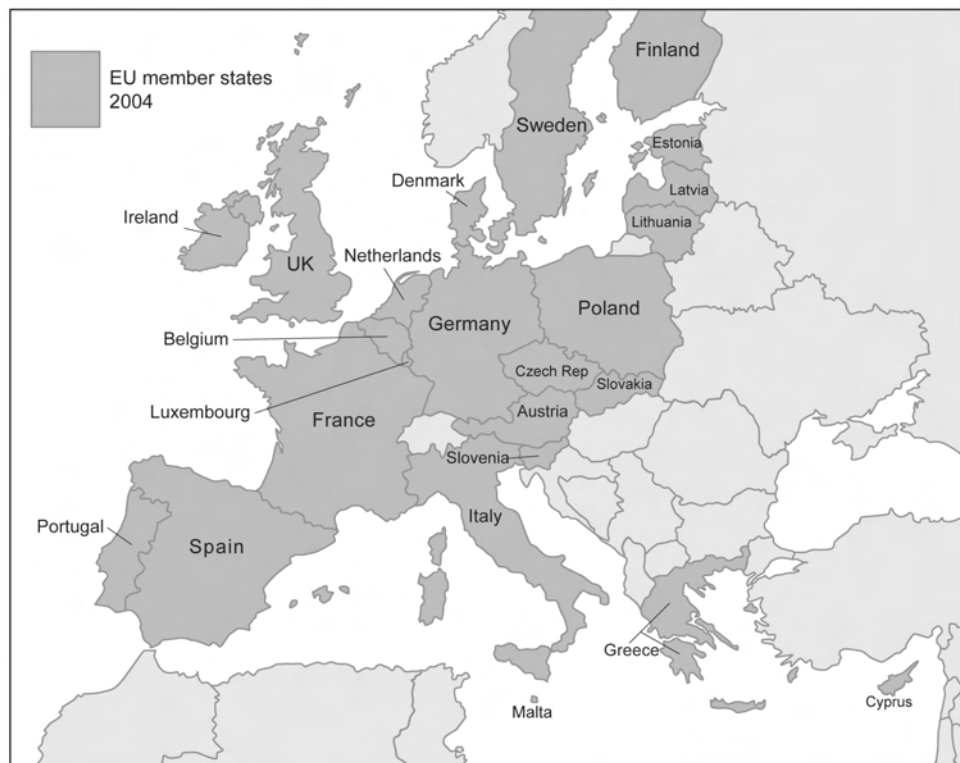 EU member states
2004
Finland
Sweden
Estonia
Denmark
Latvia
Ireland
Lithuania
Netherlands
UK
Poland
Germany
Belgium
Czech Rep
Slovakia
Luxembourg
Austria
France
Slovenia
Italy
Portugal
Spain
Greece
Cyprus
Malta